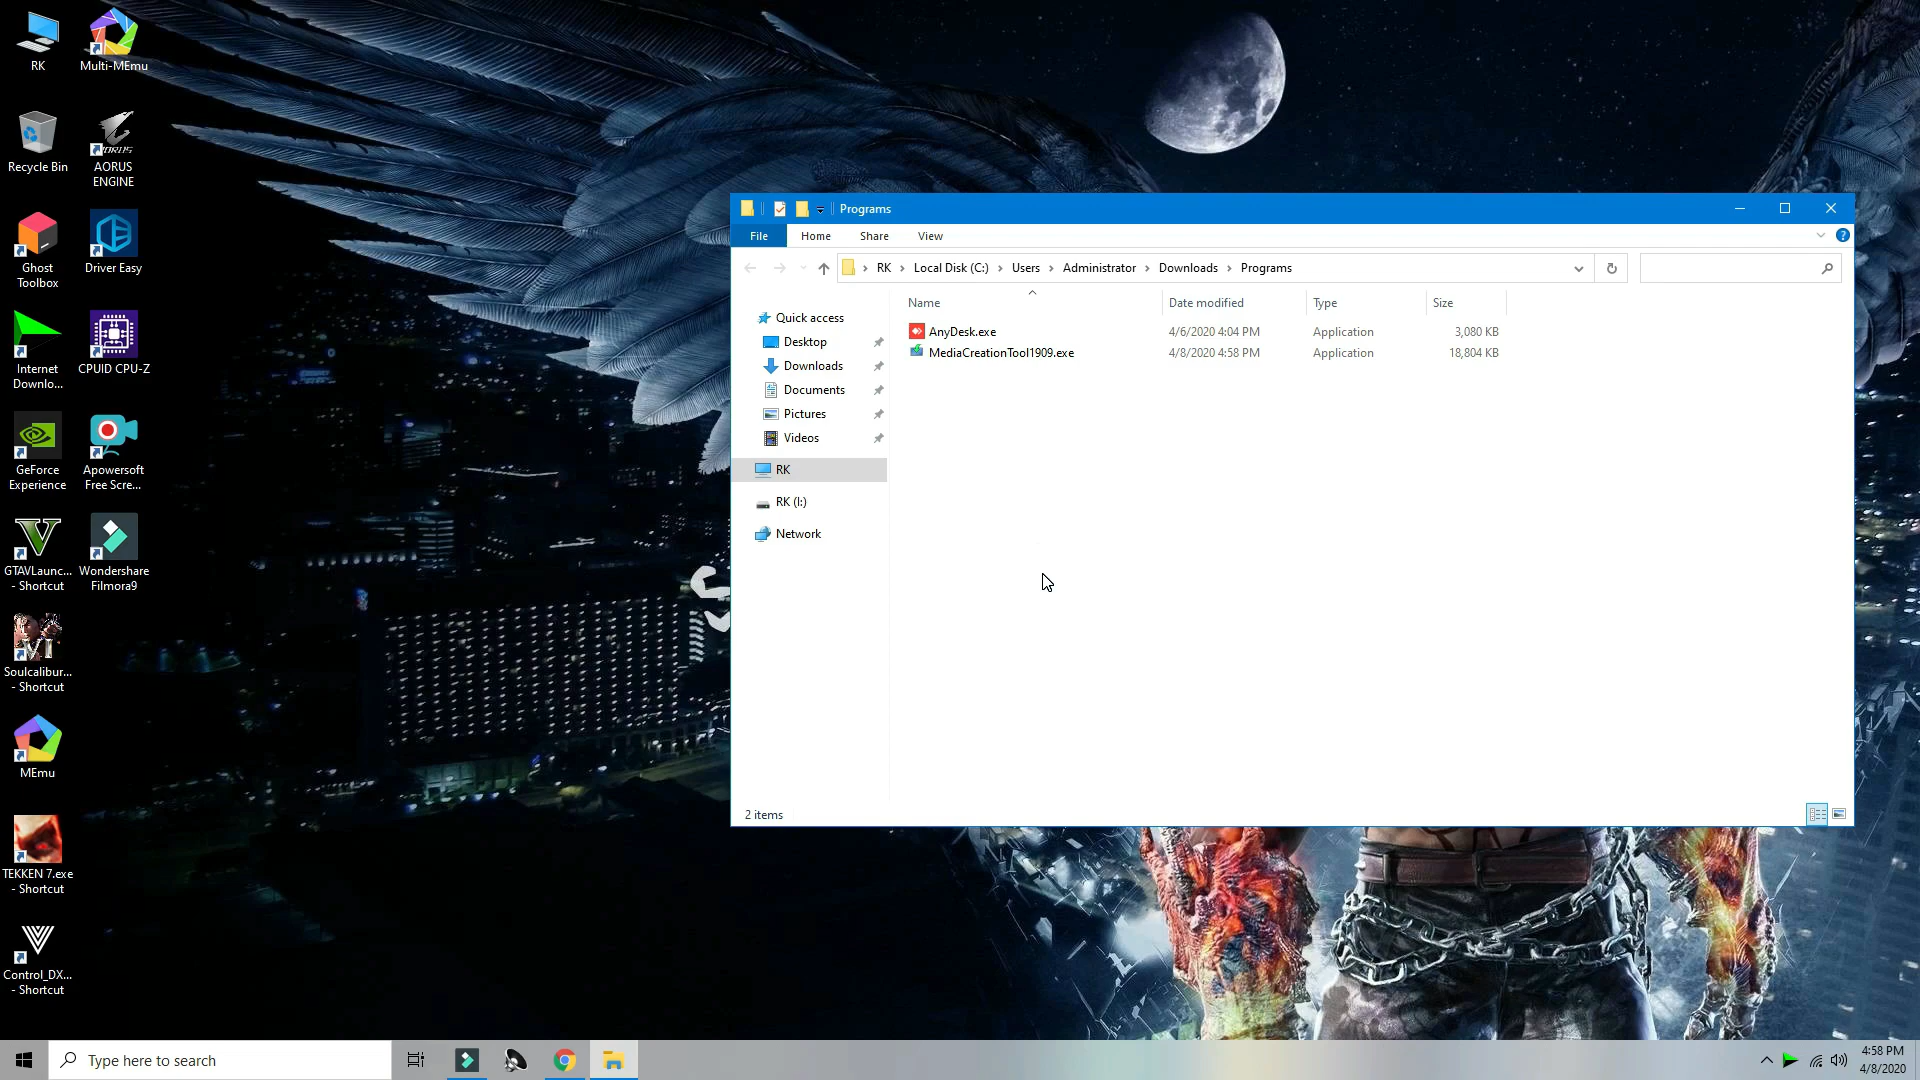 RK
Multi-MEmu
Recycle Bin
AORUS
ENGINE
Ghost
Toolbox
Driver Easy
Internet
Downlo...
CPUID CPU-Z
GeForce
Experience
Apowersoft
Free Scre...
GTAVLaunc...
- Shortcut
Wondershare
Filmora9
Soulcalibur...
- Shortcut
MEmu
TEKKEN 7.exe
- Shortcut
Control_DX...
- Shortcut
Programs
File Home Share View
RK Local Disk (C:) Users Administrator Downloads Programs
Name Date modified Type Size
AnyDesk.exe 4/6/2020 4:04 PM Application 3,080 KB
MediaCreationTool1909.exe 4/8/2020 4:58 PM Application 18,804 KB
Quick access
Desktop
Downloads
Documents
Pictures
Videos
RK
RK (I:)
Network
2 items
Type here to search
4:58 PM
4/8/2020